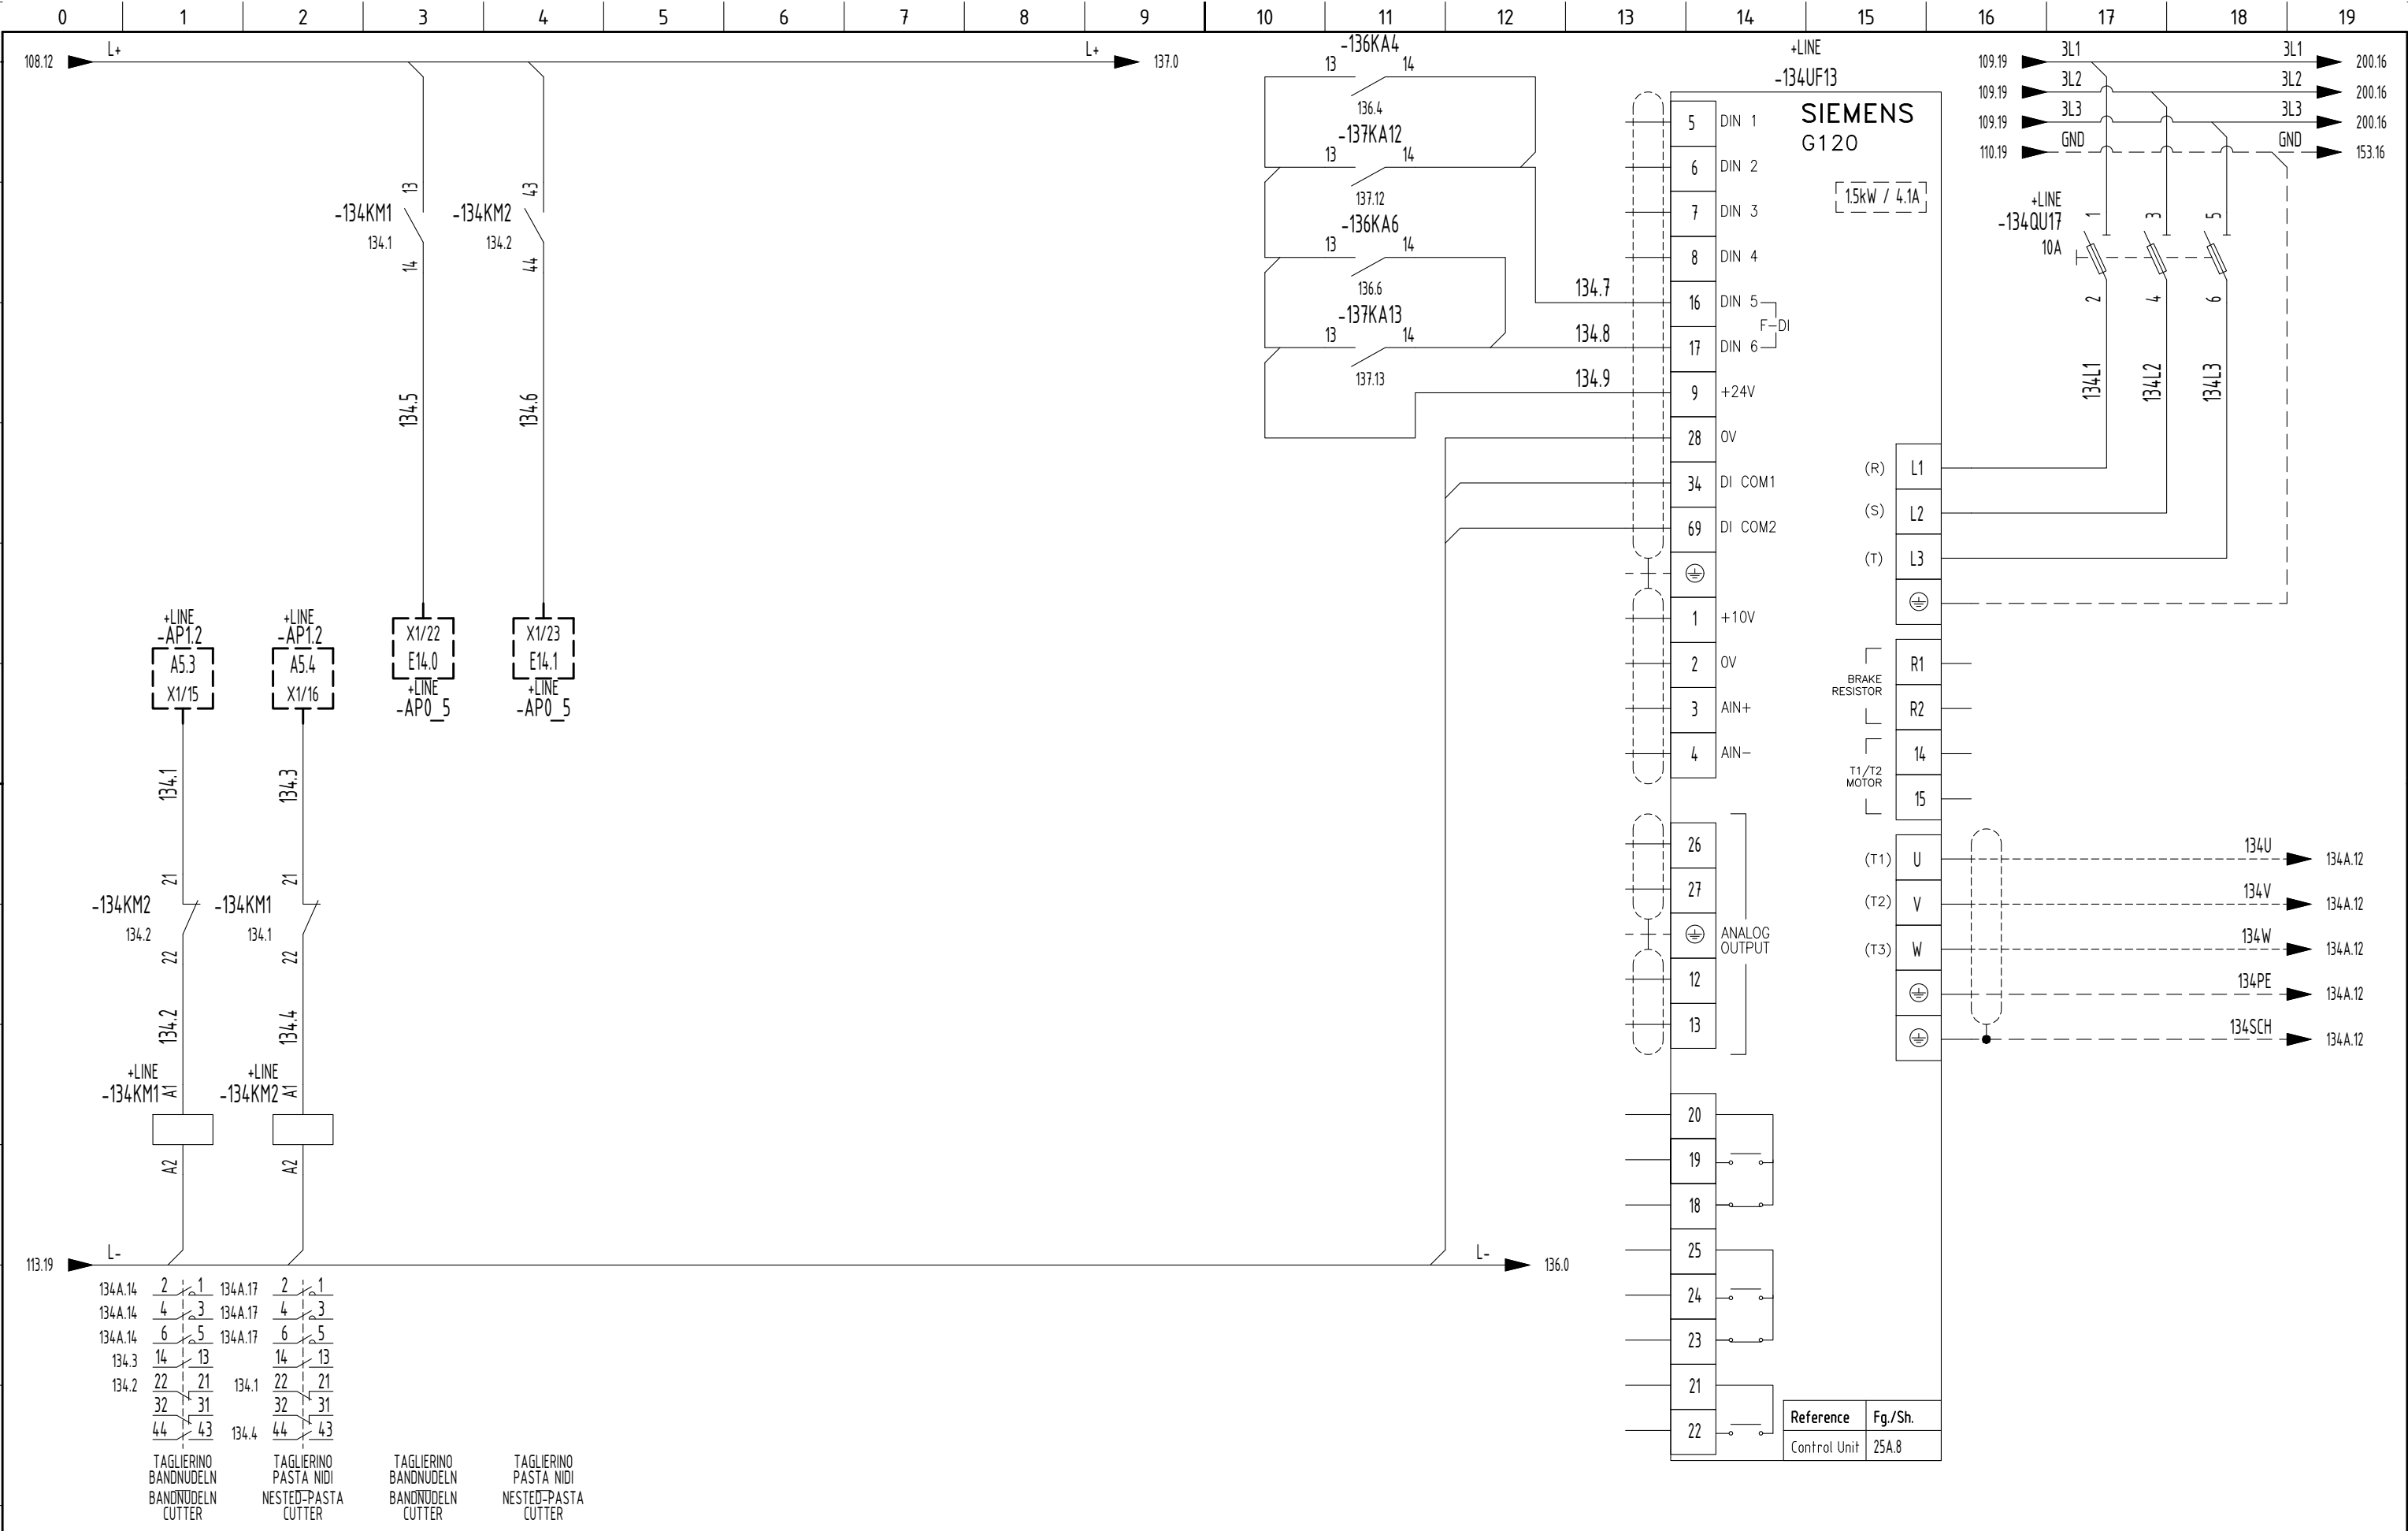 0 1 2 3 4 5 6 7 8 9 10 11 12 13 14 15 16 17 18 19
108.12 L+ L+ 137.0
-136KA4
13 14
136.4
-137KA12
13 14
137.12
-136KA6
13 14
136.6
-137KA13
13 14
137.13
134.7
134.8
134.9
-134KM1
134.1
13
14
134.5
-134KM2
134.2
43
44
134.6
X1/22
E14.0
+LINE
-AP0_5
X1/23
E14.1
+LINE
-AP0_5
+LINE
-AP1.2
A5.3
X1/15
+LINE
-AP1.2
A5.4
X1/16
134.1
21
-134KM2
134.2
22
134.2
+LINE
-134KM1
A1
A2
134.3
21
-134KM1
134.1
22
134.4
+LINE
-134KM2
A1
A2
113.19 L- L- 136.0
134A.14 2 1
134A.14 4 3
134A.14 6 5
134.3 14 13
134.2 22 21
32 31
44 43
134A.17 2 1
134A.17 4 3
134A.17 6 5
14 13
134.1 22 21
32 31
134.4 44 43
TAGLIERINO
BANDNUDELN
BANDNUDELN
CUTTER
TAGLIERINO
PASTA NIDI
NESTED-PASTA
CUTTER
TAGLIERINO
BANDNUDELN
BANDNUDELN
CUTTER
TAGLIERINO
PASTA NIDI
NESTED-PASTA
CUTTER
+LINE
-134UF13
SIEMENS
G120
1.5kW / 4.1A
5 DIN 1
6 DIN 2
7 DIN 3
8 DIN 4
16 DIN 5
F-DI
17 DIN 6
9 +24V
28 0V
34 DI COM1
69 DI COM2
1 +10V
2 0V
3 AIN+
4 AIN-
26
27
ANALOG
OUTPUT
12
13
20
19
18
25
24
23
21
22
(R) L1
(S) L2
(T) L3
BRAKE
RESISTOR
R1
R2
T1/T2
MOTOR
14
15
(T1) U
(T2) V
(T3) W
Reference Fg./Sh.
Control Unit 25A.8
109.19 3L1 3L1 200.16
109.19 3L2 3L2 200.16
109.19 3L3 3L3 200.16
110.19 GND GND 153.16
+LINE
-134QU17
10A
1 3 5
2 4 6
134L1 134L2 134L3
134U 134A.12
134V 134A.12
134W 134A.12
134PE 134A.12
134SCH 134A.12